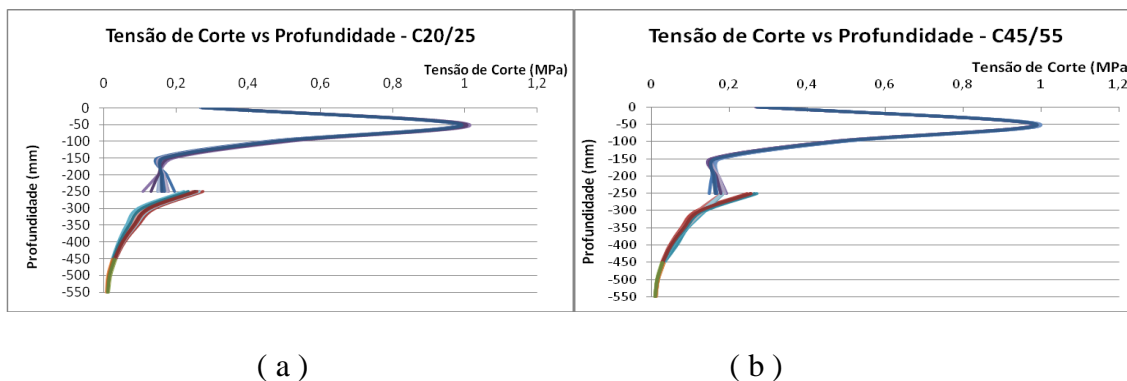 Tensão de Corte vs Profundidade - C20/25
Tensão de Corte (MPa)
0 0,2 0,4 0,6 0,8 1 1,2
Profundidade (mm)
0
-50
-100
-150
-200
-250
-300
-350
-400
-450
-500
-550
Tensão de Corte vs Profundidade - C45/55
Tensão de Corte (MPa)
0 0,2 0,4 0,6 0,8 1 1,2
Profundidade (mm)
0
-50
-100
-150
-200
-250
-300
-350
-400
-450
-500
-550
( a )
( b )